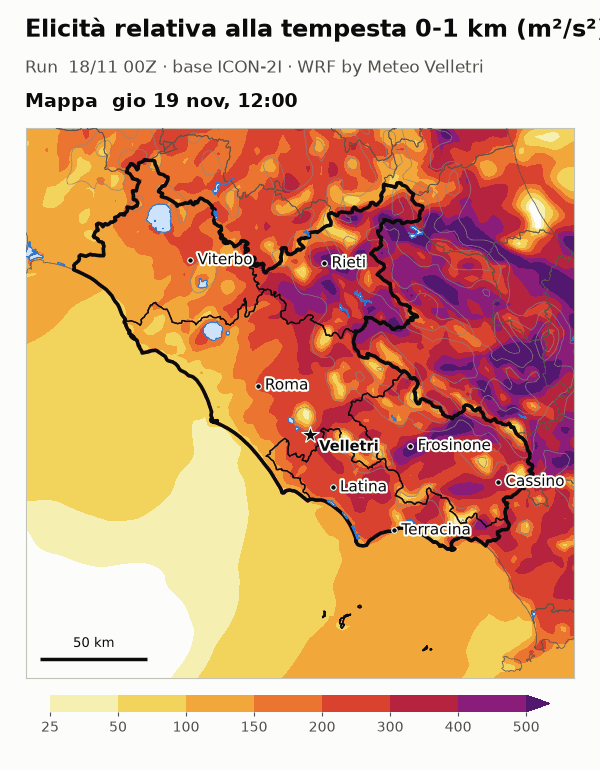 Elicità relativa alla tempesta 0-1 km (m²/s²)
Run 18/11 00Z · base ICON-2I · WRF by Meteo Velletri
Mappa gio 19 nov, 12:00
Viterbo
Rieti
Roma
Velletri
Frosinone
Latina
Cassino
Terracina
50 km
25 50 100 150 200 300 400 500